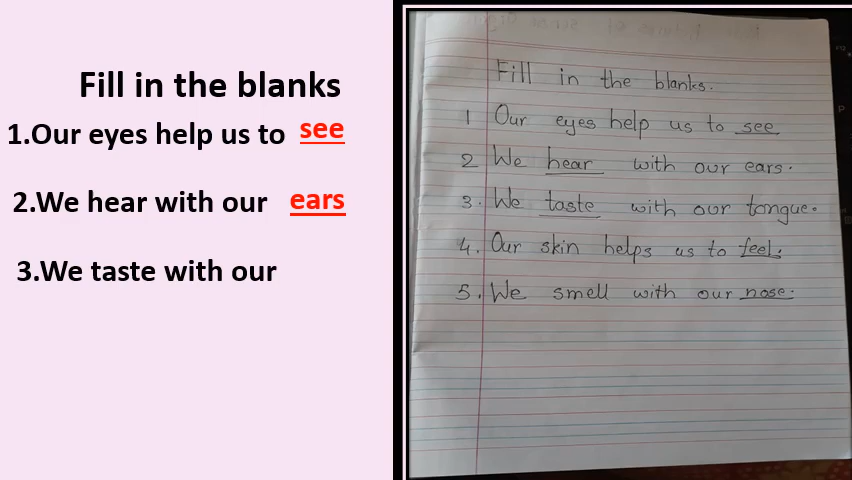 Fill in the blanks
1.Our eyes help us to see
2.We hear with our ears
3.We taste with our
Fill in the blanks.
1 Our eyes help us to see
2 We hear with our ears.
3. We taste with our tongue.
4. Our skin helps us to feel.
5. We smell with our nose.